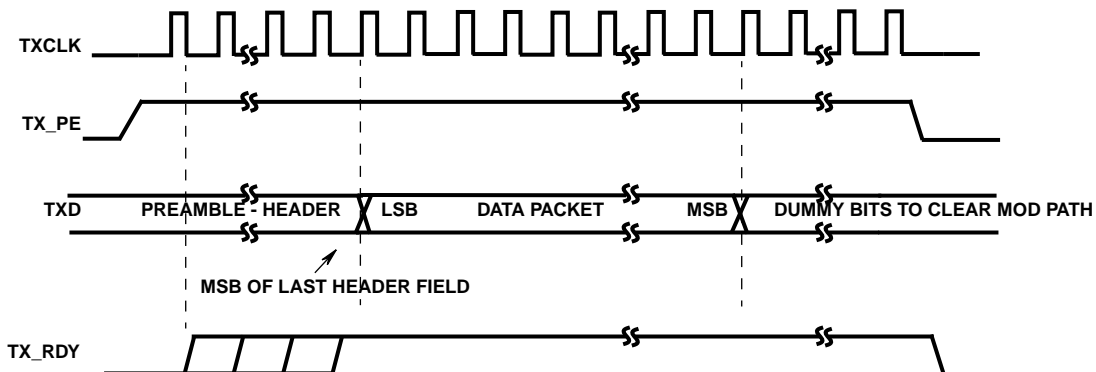 TXCLK
TX_PE
TXD
PREAMBLE - HEADER
LSB
DATA PACKET
MSB
DUMMY BITS TO CLEAR MOD PATH
MSB OF LAST HEADER FIELD
TX_RDY